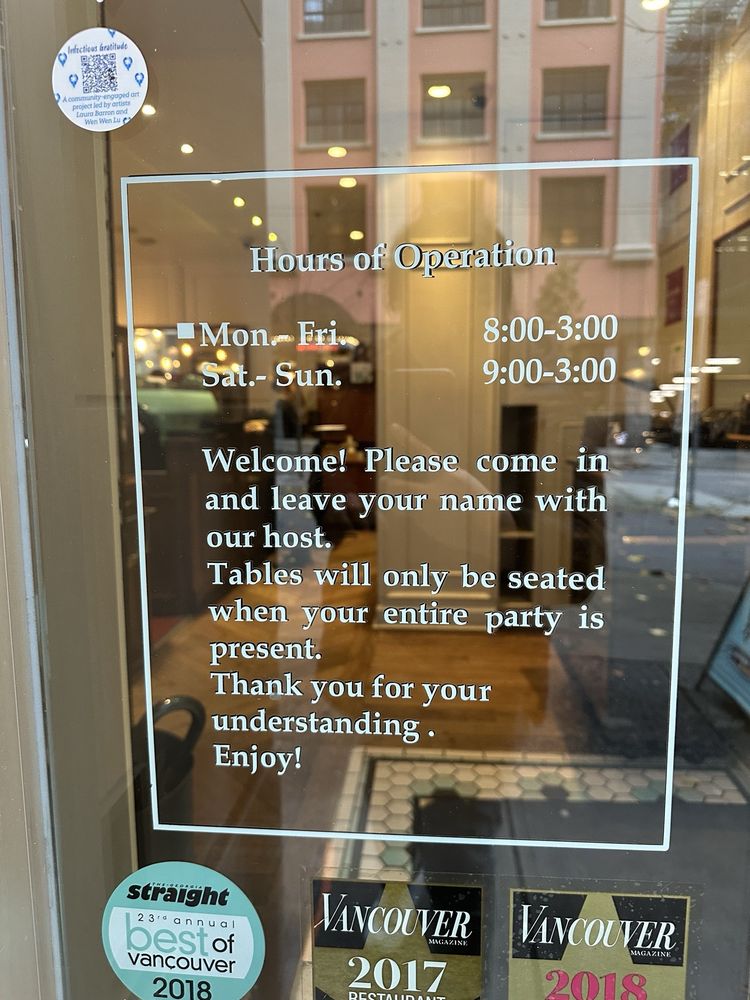 Infectious Gratitude
A community-engaged art
project led by artists
Laura Barron and
Wen Wen Lu
Hours of Operation
Mon.- Fri. 8:00-3:00
Sat.- Sun. 9:00-3:00
Welcome! Please come in
and leave your name with
our host.
Tables will only be seated
when your entire party is
present.
Thank you for your
understanding .
Enjoy!
THE GEORGIA
straight
23rd annual
best of
vancouver
2018
VANCOUVER
MAGAZINE
2017
RESTAURANT
VANCOUVER
MAGAZINE
2018